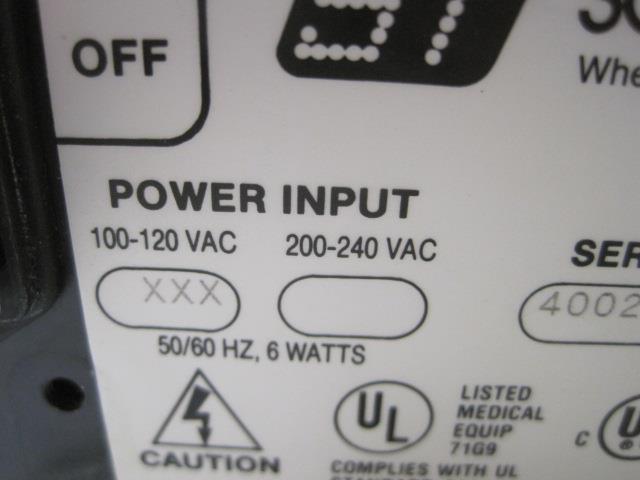 OFF
Whe
POWER INPUT
100-120 VAC 200-240 VAC
SER
XXX
4002
50/60 HZ, 6 WATTS
UL
LISTED
MEDICAL
EQUIP
71G9
C
CAUTION
COMPLIES WITH UL